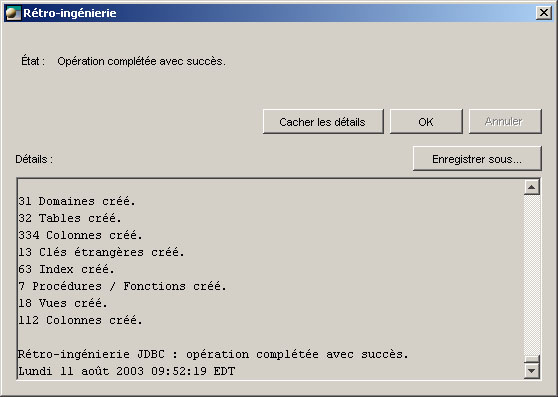 Rétro-ingénierie
État : Opération complétée avec succès.
Cacher les détails OK Annuler
Détails : Enregistrer sous...
31 Domaines créé.
32 Tables créé.
334 Colonnes créé.
13 Clés étrangères créé.
63 Index créé.
7 Procédures / Fonctions créé.
18 Vues créé.
112 Colonnes créé.
Rétro-ingénierie JDBC : opération complétée avec succès.
Lundi 11 août 2003 09:52:19 EDT